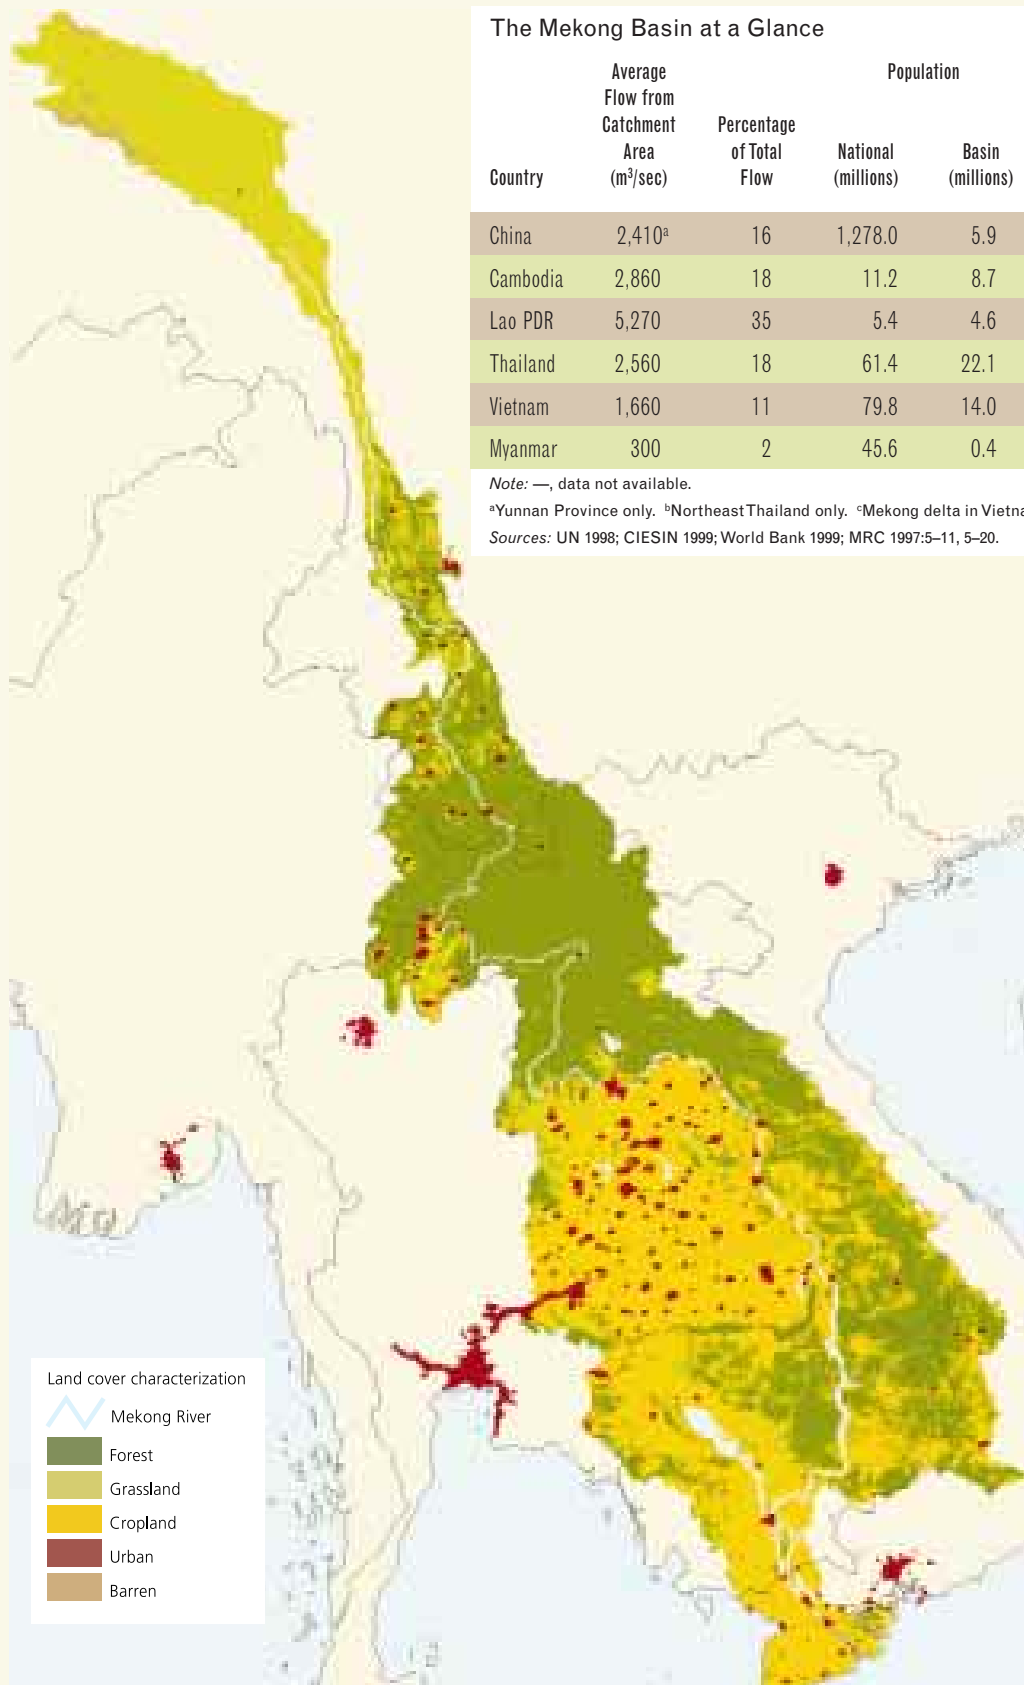 The Mekong Basin at a Glance
Average Flow from Catchment Area (m³/sec)
Percentage of Total Flow
Population
Country
National (millions)
Basin (millions)
China 2,410ᵃ 16 1,278.0 5.9
Cambodia 2,860 18 11.2 8.7
Lao PDR 5,270 35 5.4 4.6
Thailand 2,560 18 61.4 22.1
Vietnam 1,660 11 79.8 14.0
Myanmar 300 2 45.6 0.4
Note: —, data not available.
ᵃYunnan Province only. ᵇNortheast Thailand only. ᶜMekong delta in
Sources: UN 1998; CIESIN 1999; World Bank 1999; MRC 1997:5–11, 5–20.
Land cover characterization
Mekong River
Forest
Grassland
Cropland
Urban
Barren